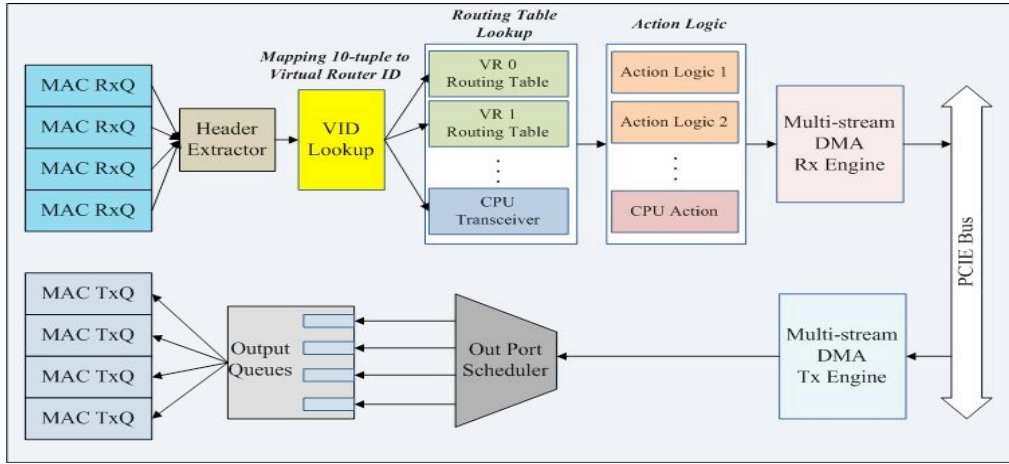 Routing Table
Lookup
Action Logic
Mapping 10-tuple to
Virtual Router ID
MAC RxQ
MAC RxQ
MAC RxQ
MAC RxQ
Header
Extractor
VID
Lookup
VR 0
Routing Table
VR 1
Routing Table
CPU
Transceiver
Action Logic 1
Action Logic 2
CPU Action
Multi-stream
DMA
Rx Engine
PCIE Bus
MAC TxQ
MAC TxQ
MAC TxQ
MAC TxQ
Output
Queues
Out Port
Scheduler
Multi-stream
DMA
Tx Engine